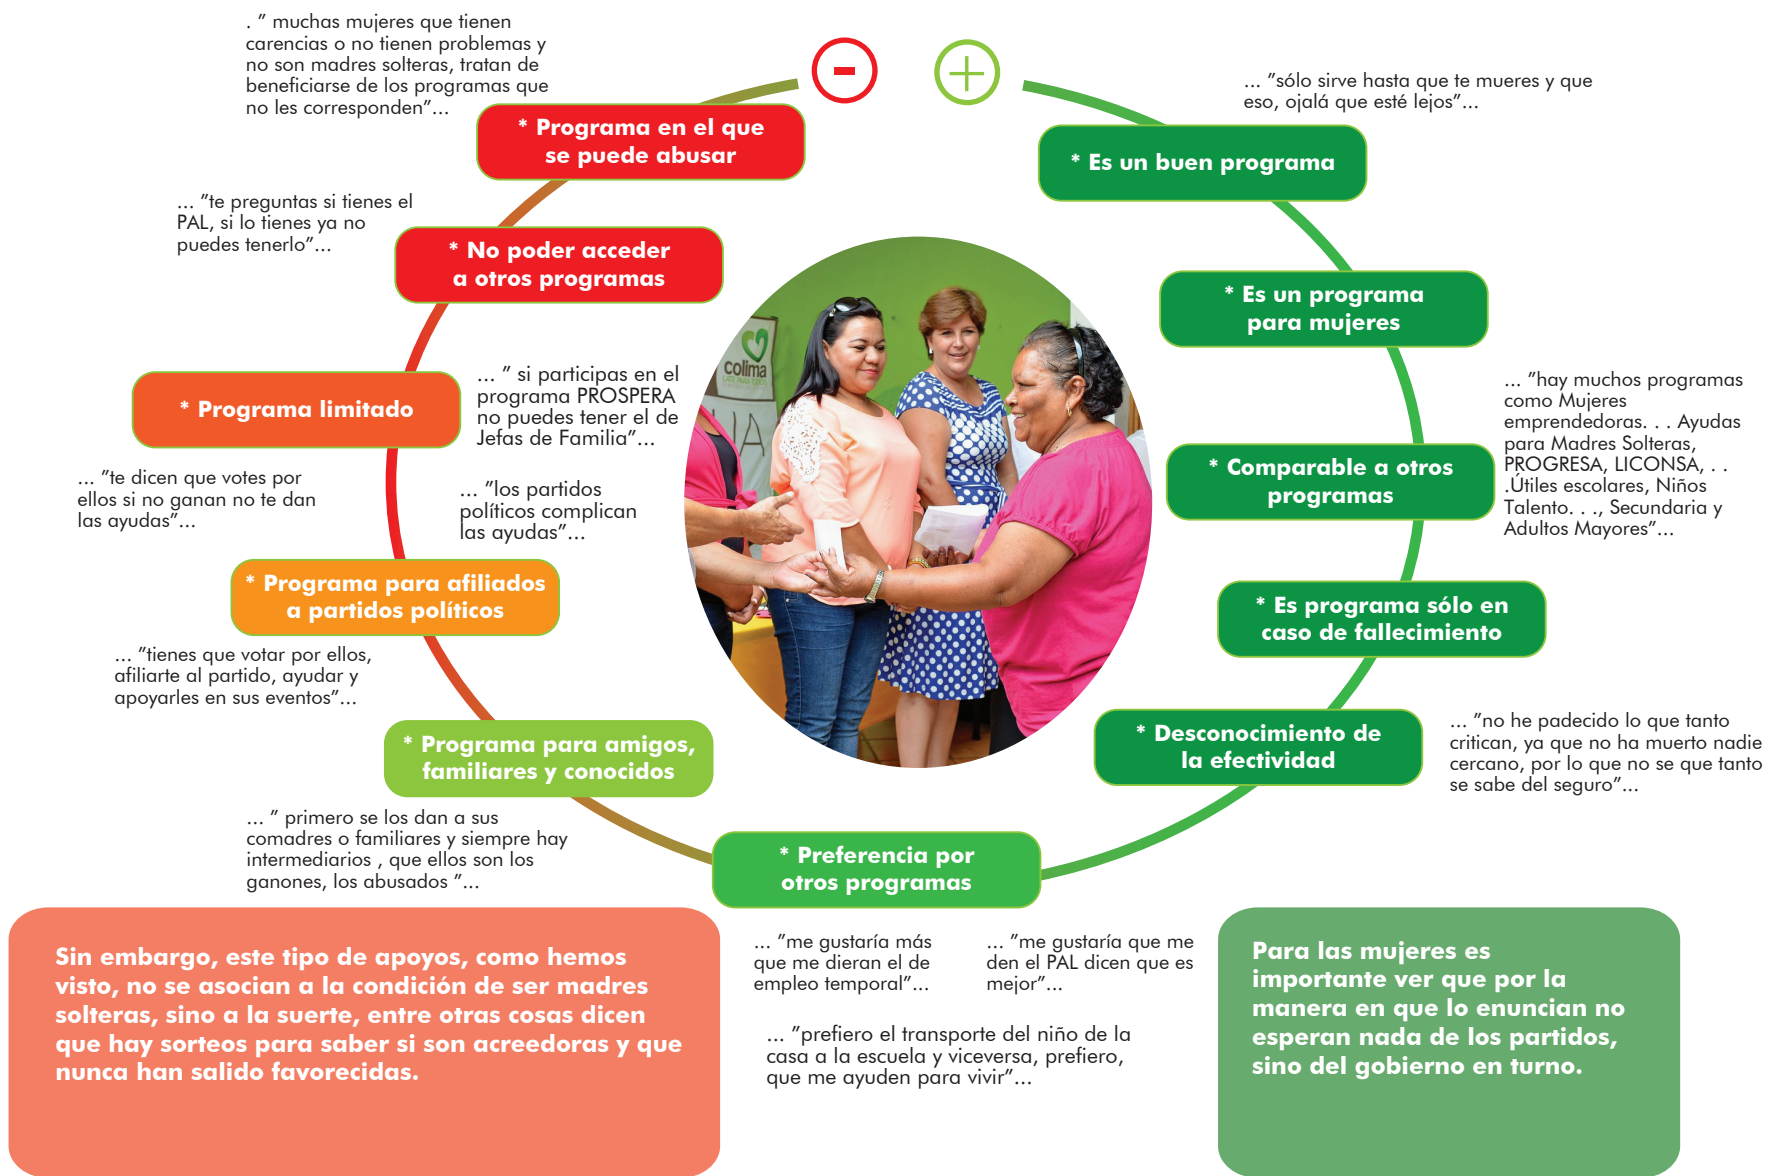 . ” muchas mujeres que tienen
carencias o no tienen problemas y
no son madres solteras, tratan de
beneficiarse de los programas que
no les corresponden”...
-
+
... ”sólo sirve hasta que te mueres y que
eso, ojalá que esté lejos”...
* Programa en el que
se puede abusar
* Es un buen programa
... ”te preguntas si tienes el
PAL, si lo tienes ya no
puedes tenerlo”...
* No poder acceder
a otros programas
* Es un programa
para mujeres
colima
* Programa limitado
... ” si participas en el
programa PROSPERA
no puedes tener el de
Jefas de Familia”...
... ”hay muchos programas
como Mujeres
emprendedoras. . . Ayudas
para Madres Solteras,
PROGRESA, LICONSA, . .
.Útiles escolares, Niños
Talento. . ., Secundaria y
Adultos Mayores”...
* Comparable a otros
programas
... ”te dicen que votes por
ellos si no ganan no te dan
las ayudas”...
... ”los partidos
políticos complican
las ayudas”...
* Programa para afiliados
a partidos políticos
* Es programa sólo en
caso de fallecimiento
... ”tienes que votar por ellos,
afiliarte al partido, ayudar y
apoyarles en sus eventos”...
* Programa para amigos,
familiares y conocidos
* Desconocimiento de
la efectividad
... ”no he padecido lo que tanto
critican, ya que no ha muerto nadie
cercano, por lo que no se que tanto
se sabe del seguro”...
... ” primero se los dan a sus
comadres o familiares y siempre hay
intermediarios , que ellos son los
ganones, los abusados ”...
* Preferencia por
otros programas
... ”me gustaría más
que me dieran el de
empleo temporal”...
... ”me gustaría que me
den el PAL dicen que es
mejor”...
... ”prefiero el transporte del niño de la
casa a la escuela y viceversa, prefiero,
que me ayuden para vivir”...
Sin embargo, este tipo de apoyos, como hemos
visto, no se asocian a la condición de ser madres
solteras, sino a la suerte, entre otras cosas dicen
que hay sorteos para saber si son acreedoras y que
nunca han salido favorecidas.
Para las mujeres es
importante ver que por la
manera en que lo enuncian no
esperan nada de los partidos,
sino del gobierno en turno.